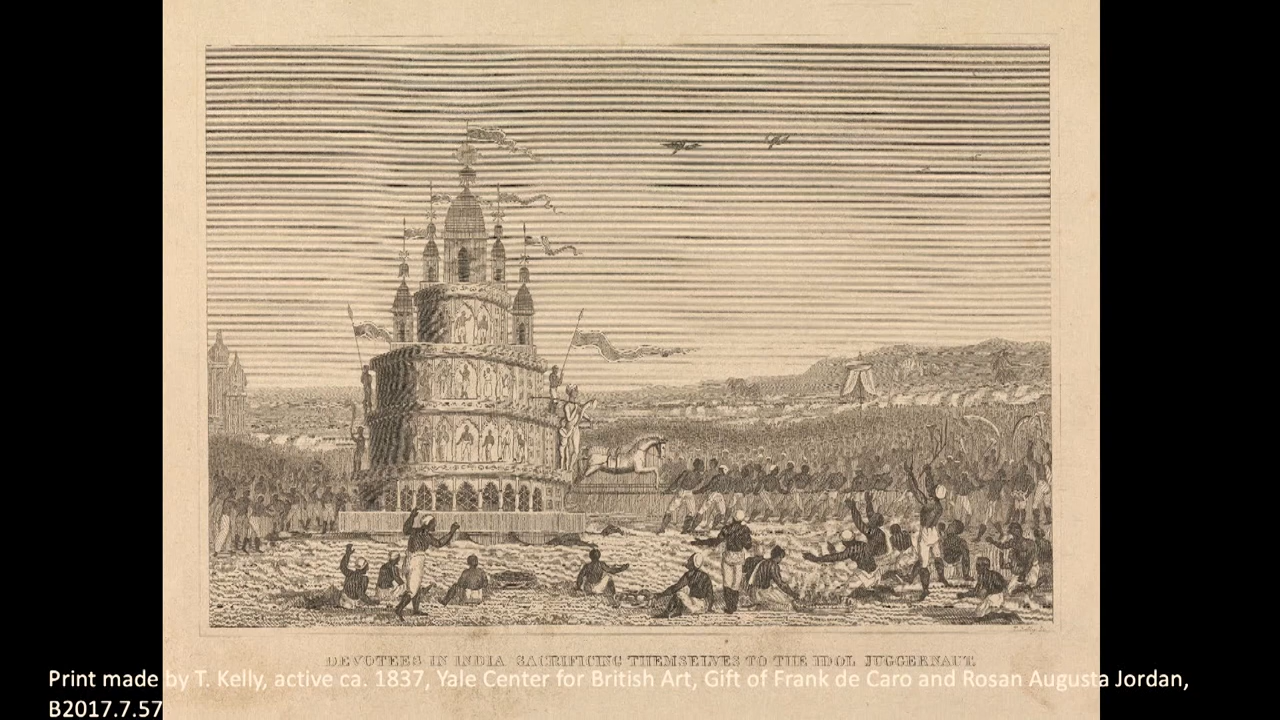 DEVOTEES IN INDIA SACRIFICING THEMSELVES TO THE IDOL JUGGERNAUT.
Print made by T. Kelly, active ca. 1837, Yale Center for British Art, Gift of Frank de Caro and Rosan Augusta Jordan,
B2017.7.57